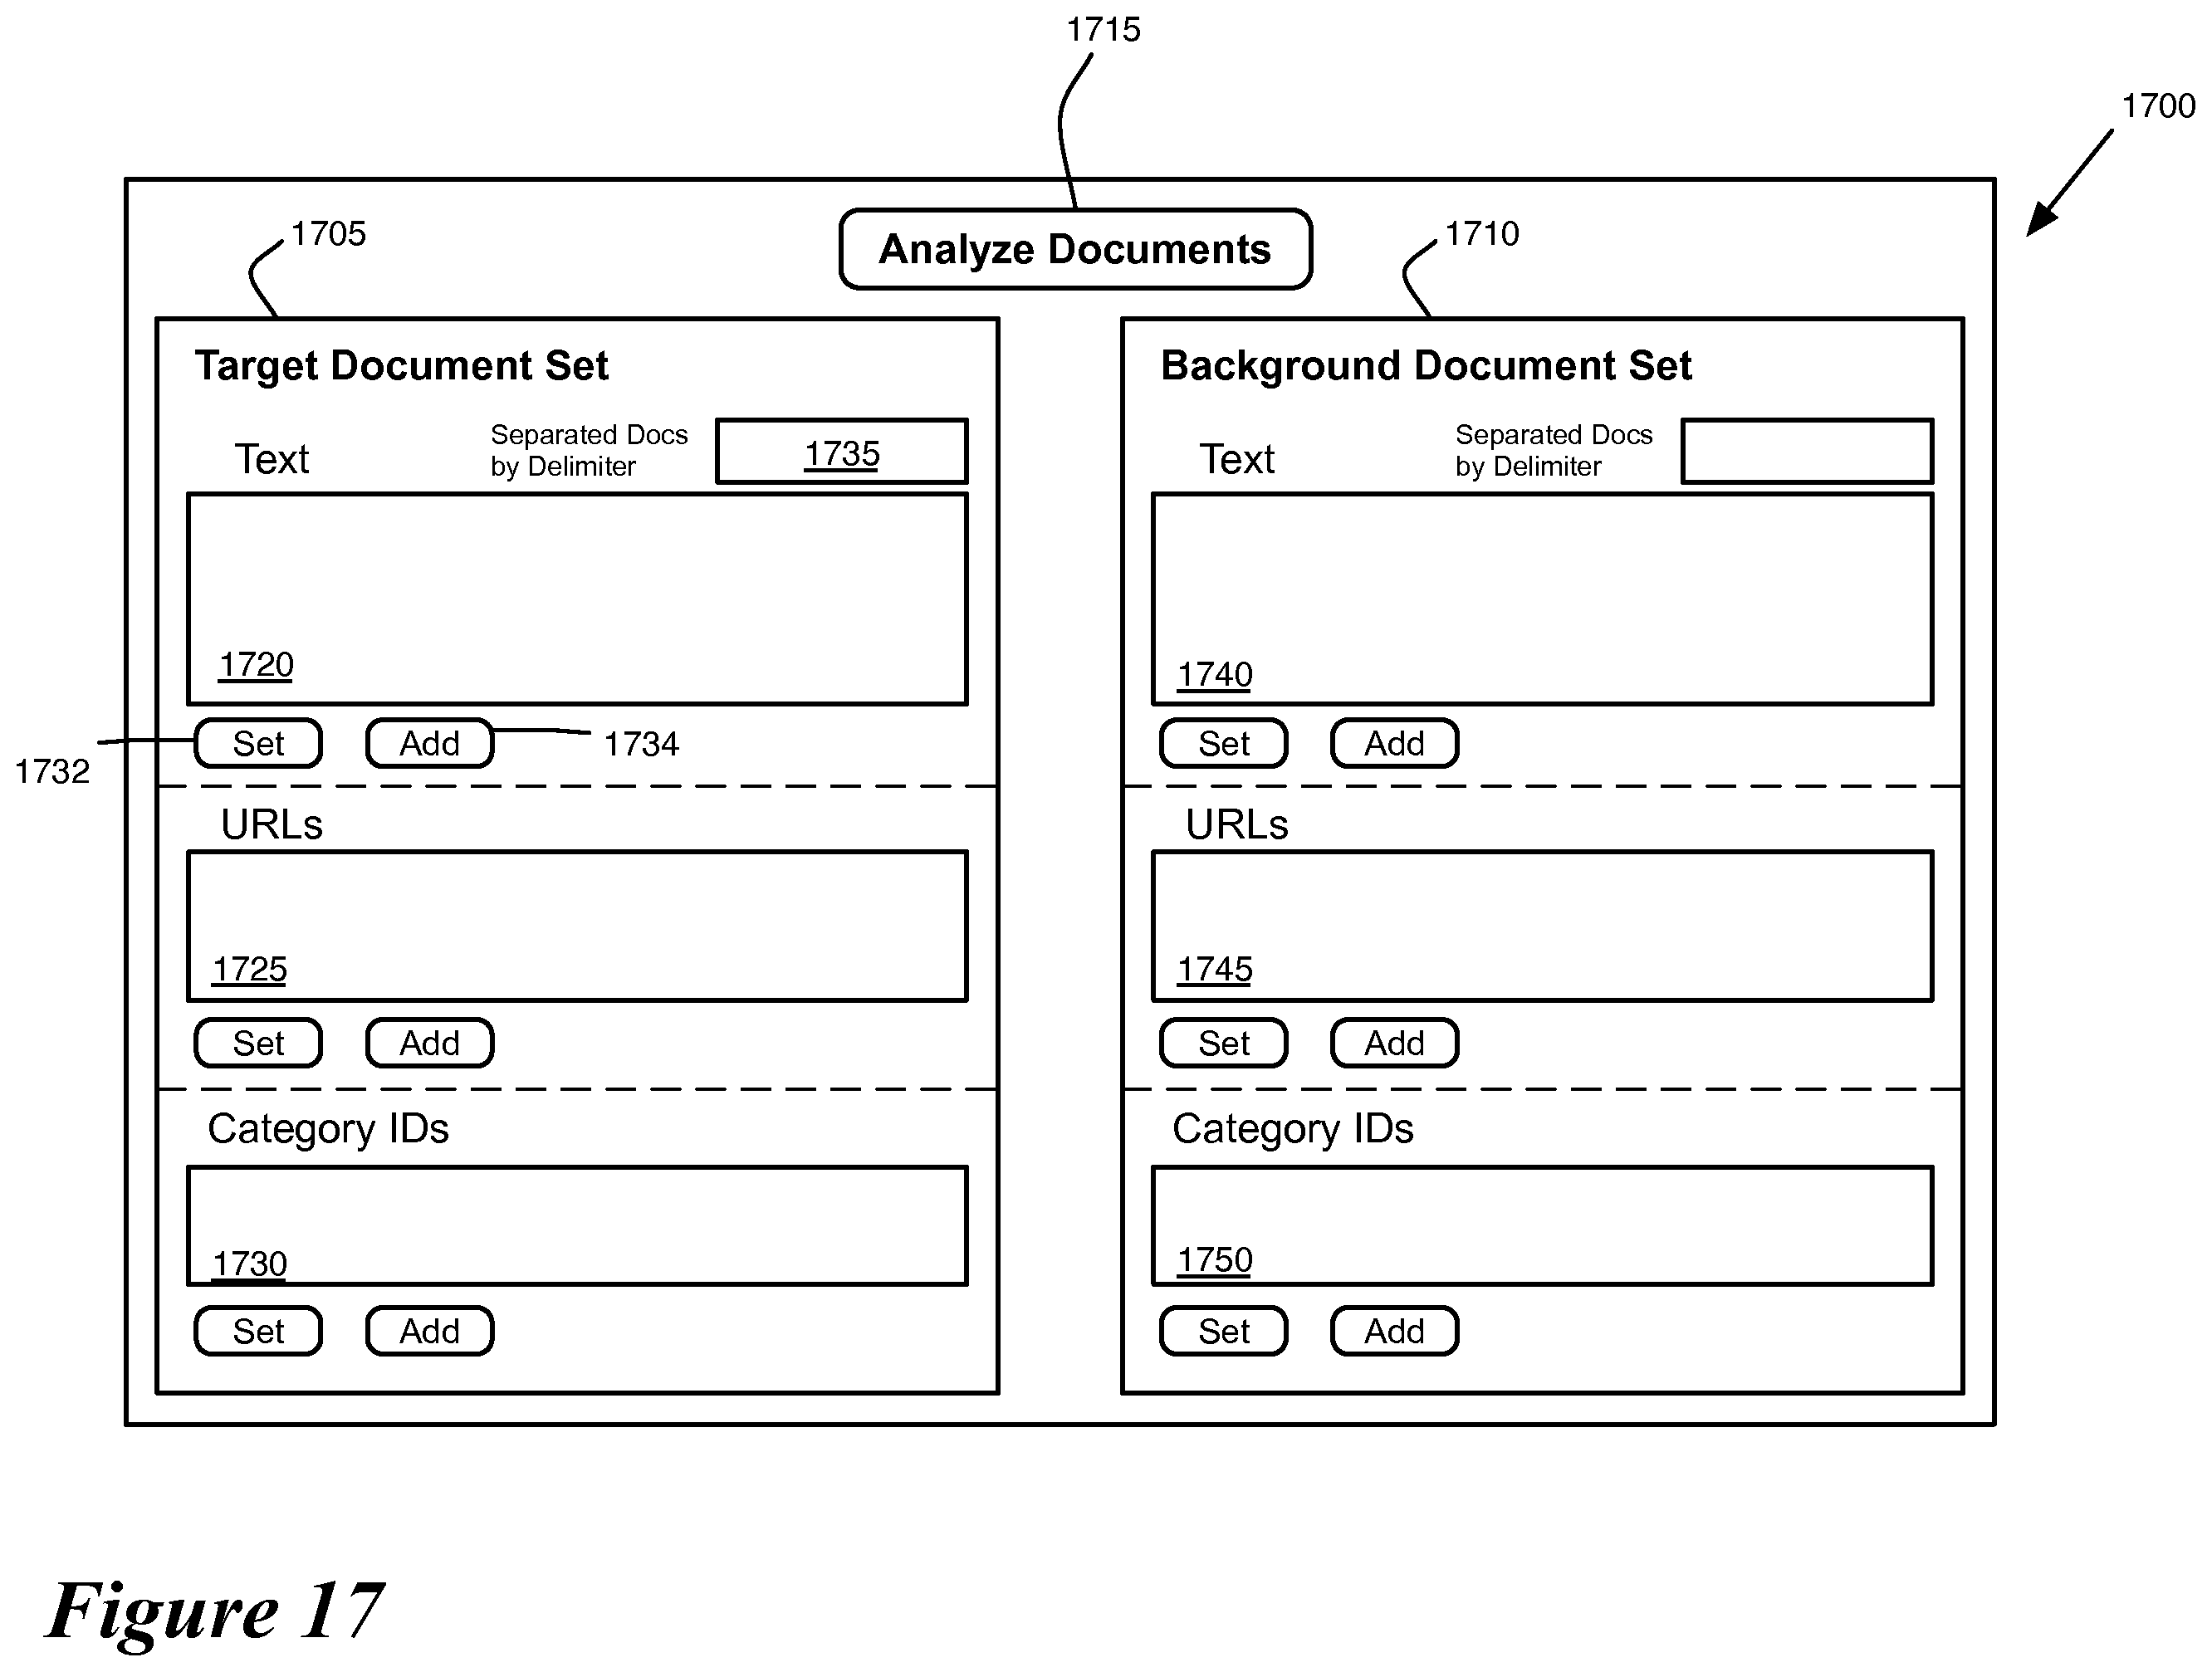 1715
1700
Analyze Documents
1705
1710
Target Document Set
Text
Separated Docs
by Delimiter
1735
1720
Set
Add
1732
1734
URLs
1725
Set
Add
Category IDs
1730
Set
Add
Background Document Set
Text
Separated Docs
by Delimiter
1740
Set
Add
URLs
1745
Set
Add
Category IDs
1750
Set
Add
Figure 17